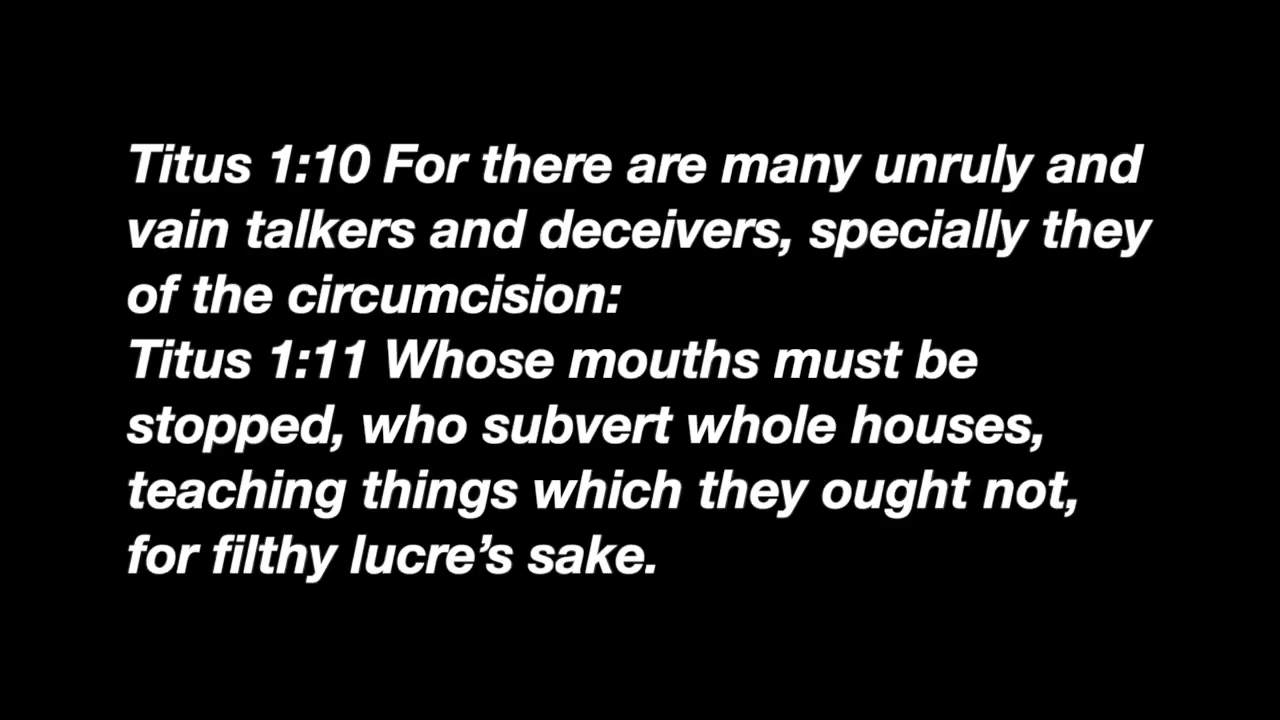 Titus 1:10 For there are many unruly and
vain talkers and deceivers, specially they
of the circumcision:
Titus 1:11 Whose mouths must be
stopped, who subvert whole houses,
teaching things which they ought not,
for filthy lucre’s sake.